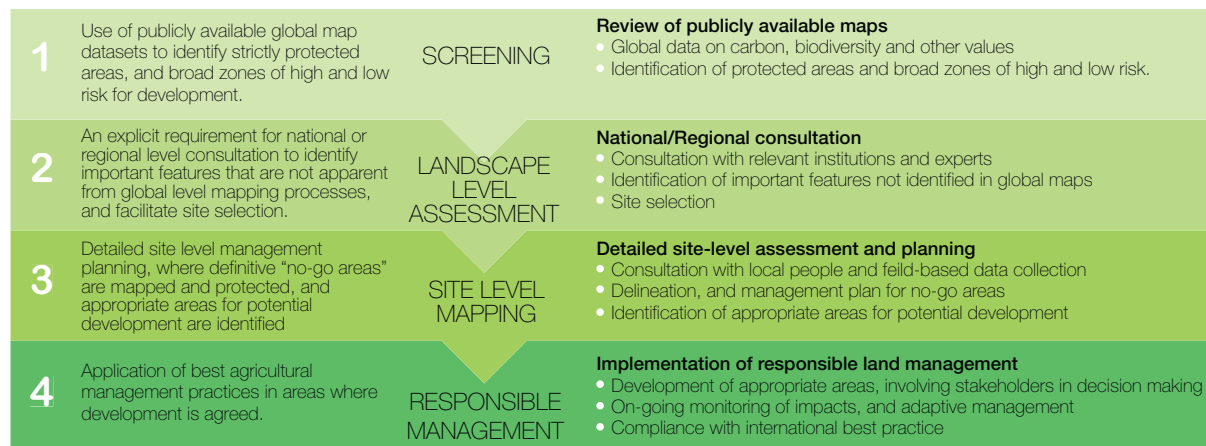 1
Use of publicly available global map
datasets to identify strictly protected
areas, and broad zones of high and low
risk for development.
SCREENING
Review of publicly available maps
• Global data on carbon, biodiversity and other values
• Identification of protected areas and broad zones of high and low risk.
2
An explicit requirement for national or
regional level consultation to identify
important features that are not apparent
from global level mapping processes,
and facilitate site selection.
LANDSCAPE
LEVEL
ASSESSMENT
National/Regional consultation
• Consultation with relevant institutions and experts
• Identification of important features not identified in global maps
• Site selection
3
Detailed site level management
planning, where definitive “no-go areas”
are mapped and protected, and
appropriate areas for potential
development are identified
SITE LEVEL
MAPPING
Detailed site-level assessment and planning
• Consultation with local people and feild-based data collection
• Delineation, and management plan for no-go areas
• Identification of appropriate areas for potential development
4
Application of best agricultural
management practices in areas where
development is agreed.
RESPONSIBLE
MANAGEMENT
Implementation of responsible land management
• Development of appropriate areas, involving stakeholders in decision making
• On-going monitoring of impacts, and adaptive management
• Compliance with international best practice